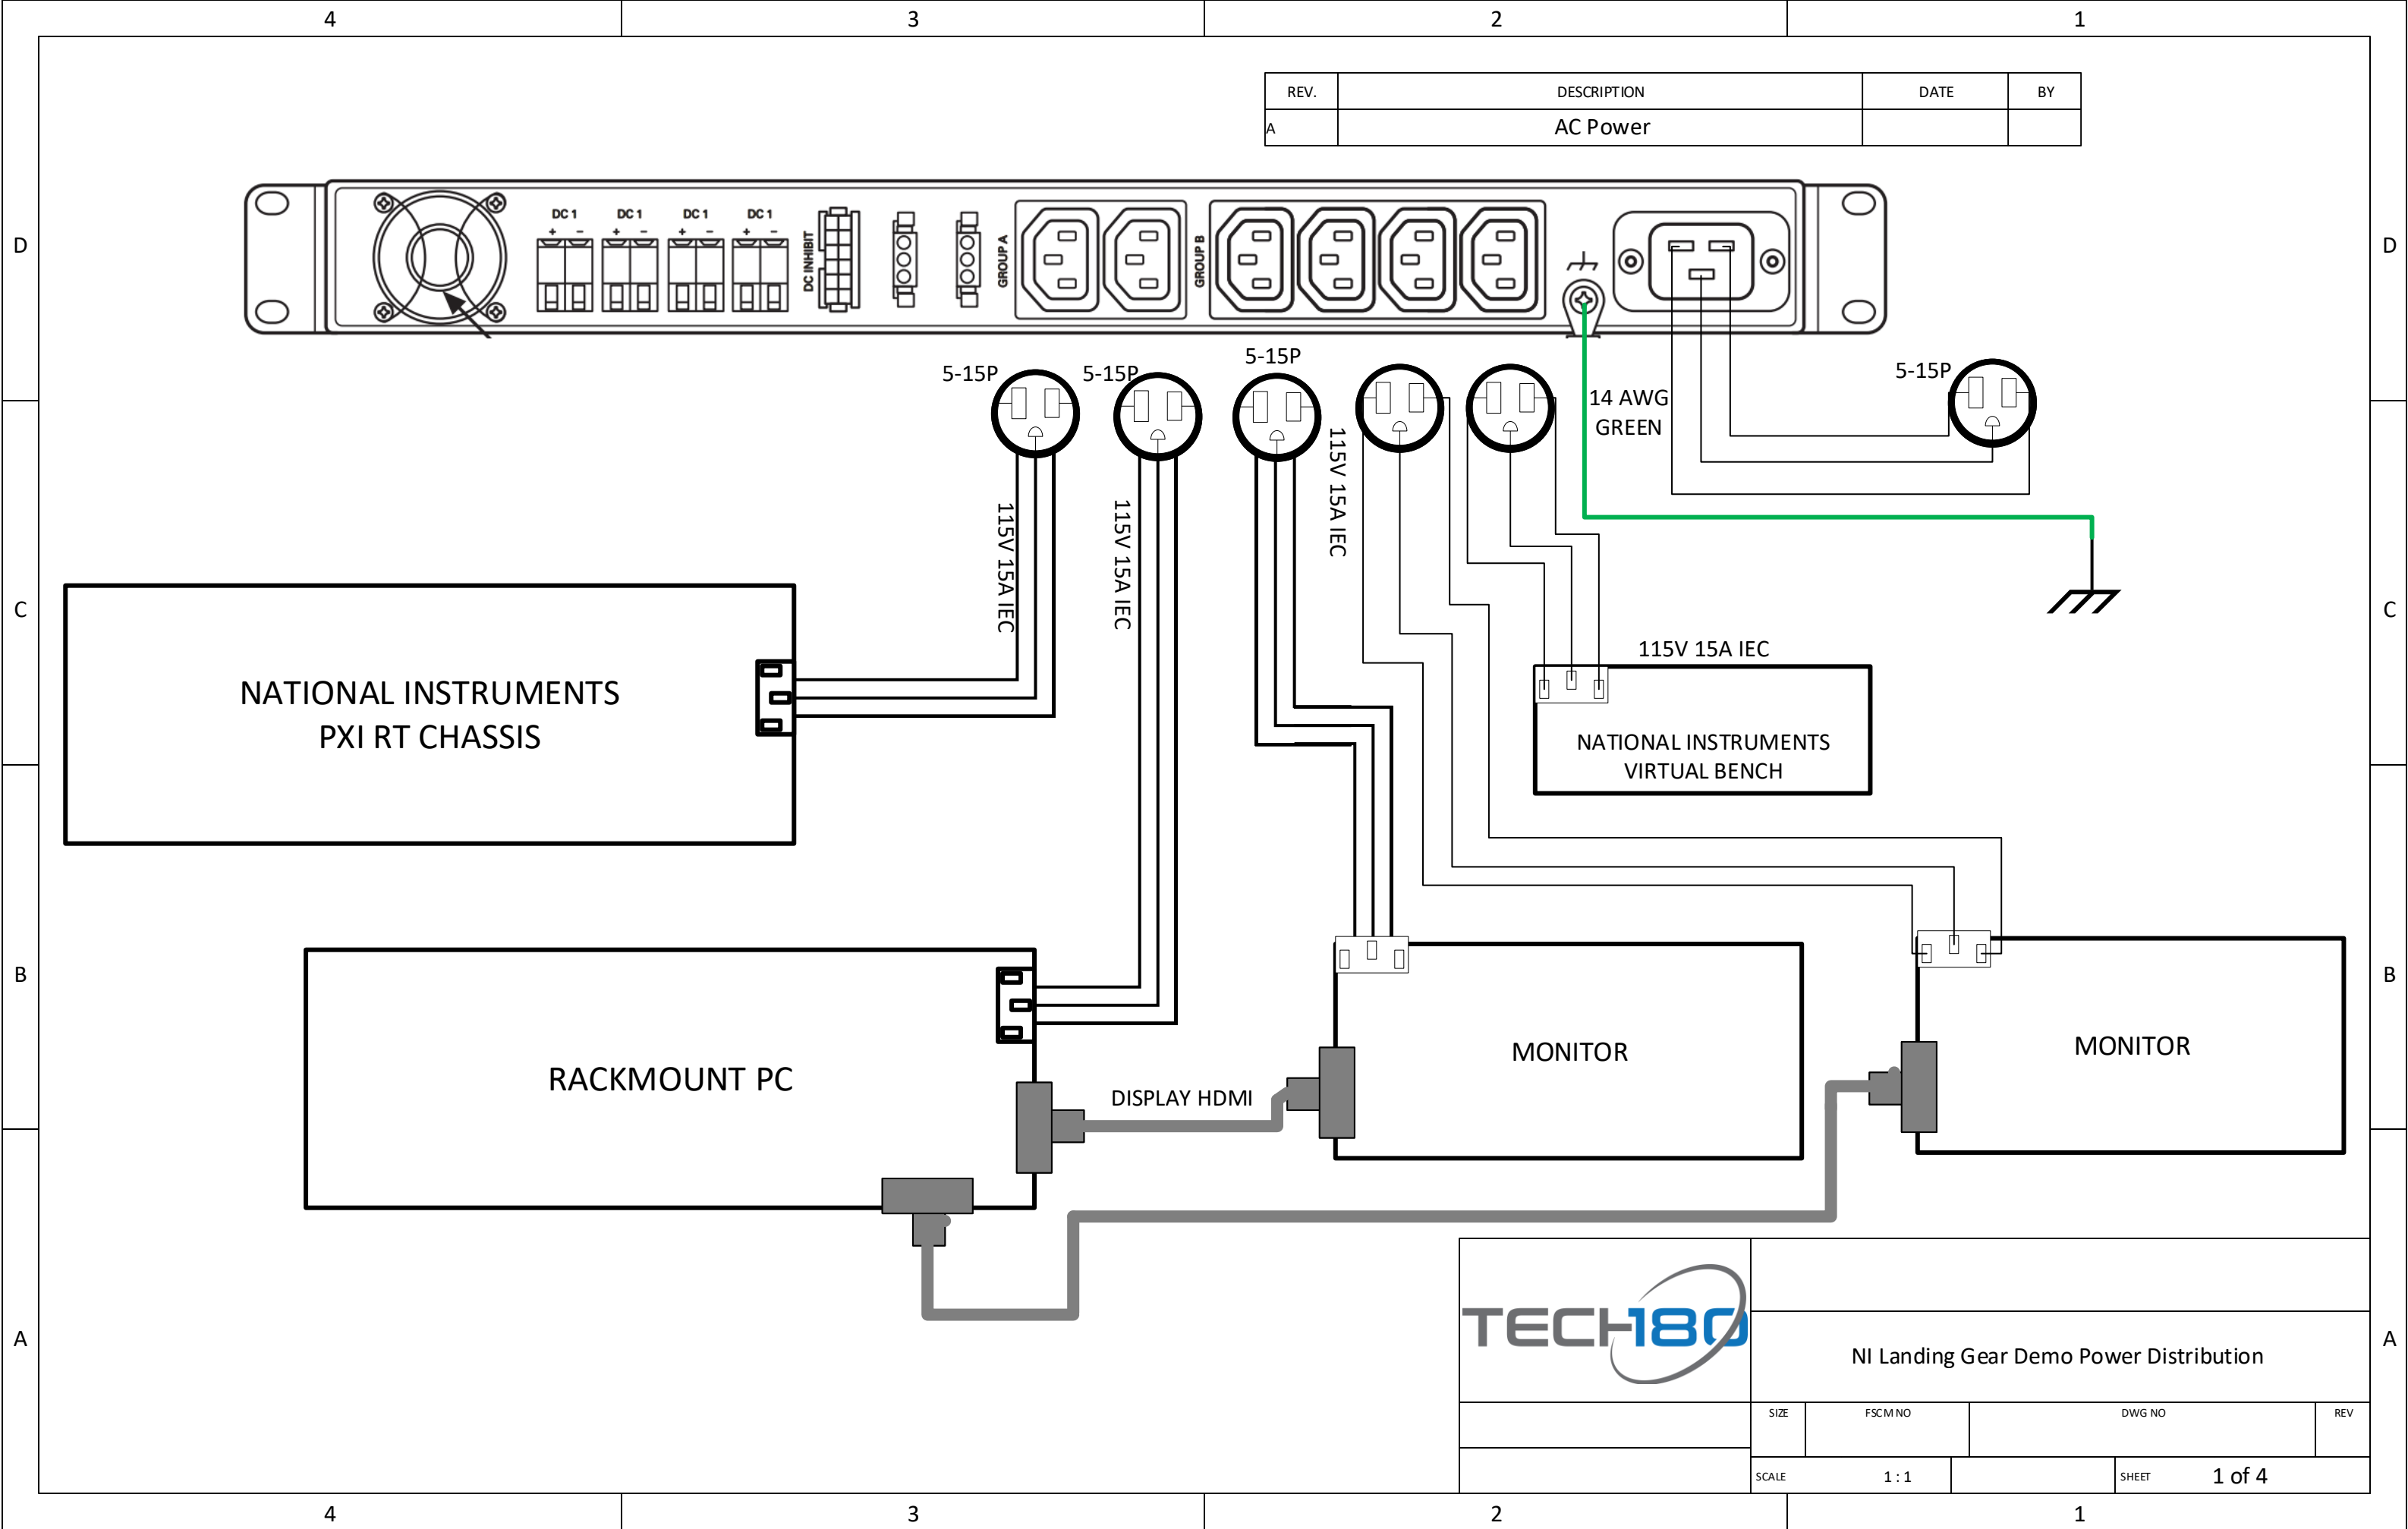 4 3 2 1
REV. DESCRIPTION DATE BY
A AC Power
D D
DC 1 DC 1 DC 1 DC 1
+ − + − + − + −
DC INHIBIT
GROUP A
GROUP B
5-15P
5-15P
5-15P
5-15P
14 AWG
GREEN
115V 15A IEC
115V 15A IEC
115V 15A IEC
C C
115V 15A IEC
NATIONAL INSTRUMENTS
PXI RT CHASSIS
NATIONAL INSTRUMENTS
VIRTUAL BENCH
B B
RACKMOUNT PC
DISPLAY HDMI
MONITOR
MONITOR
A A
TECH180
NI Landing Gear Demo Power Distribution
SIZE FSCM NO DWG NO REV
SCALE 1 : 1 SHEET 1 of 4
4 3 2 1